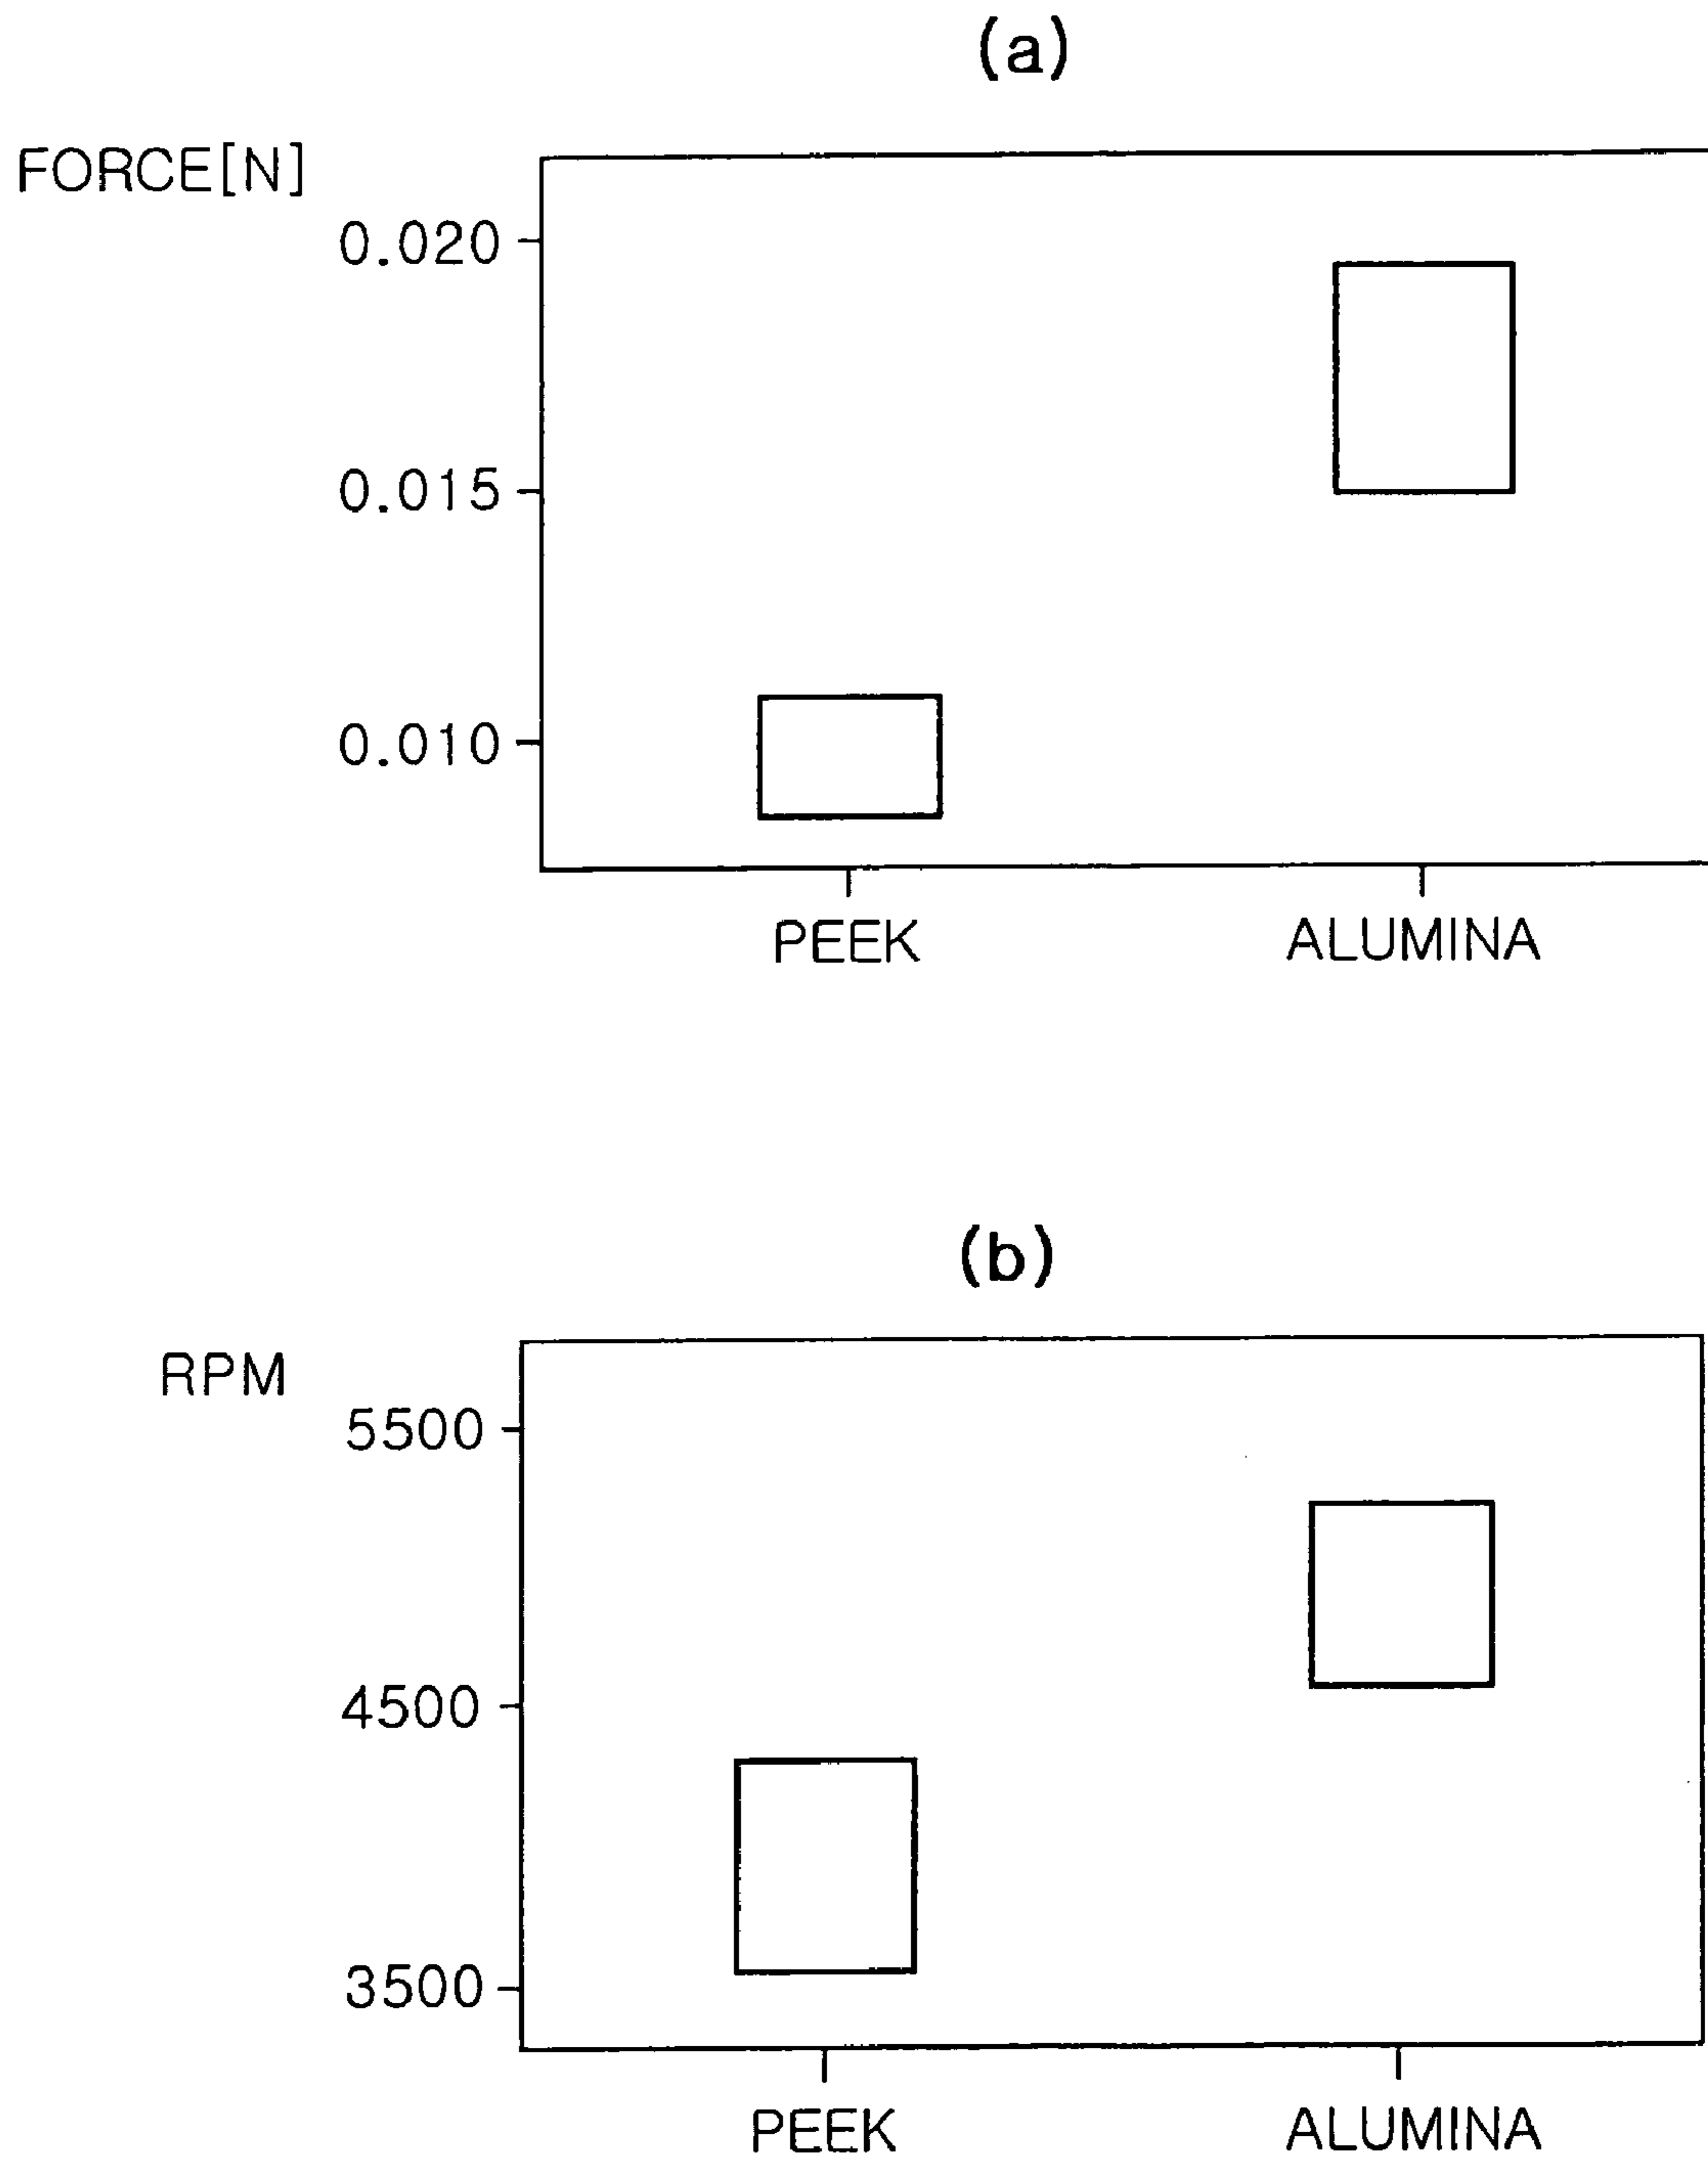 (a)
FORCE[N]
0.020
0.015
0.010
PEEK ALUMINA
(b)
RPM
5500
4500
3500
PEEK ALUMINA